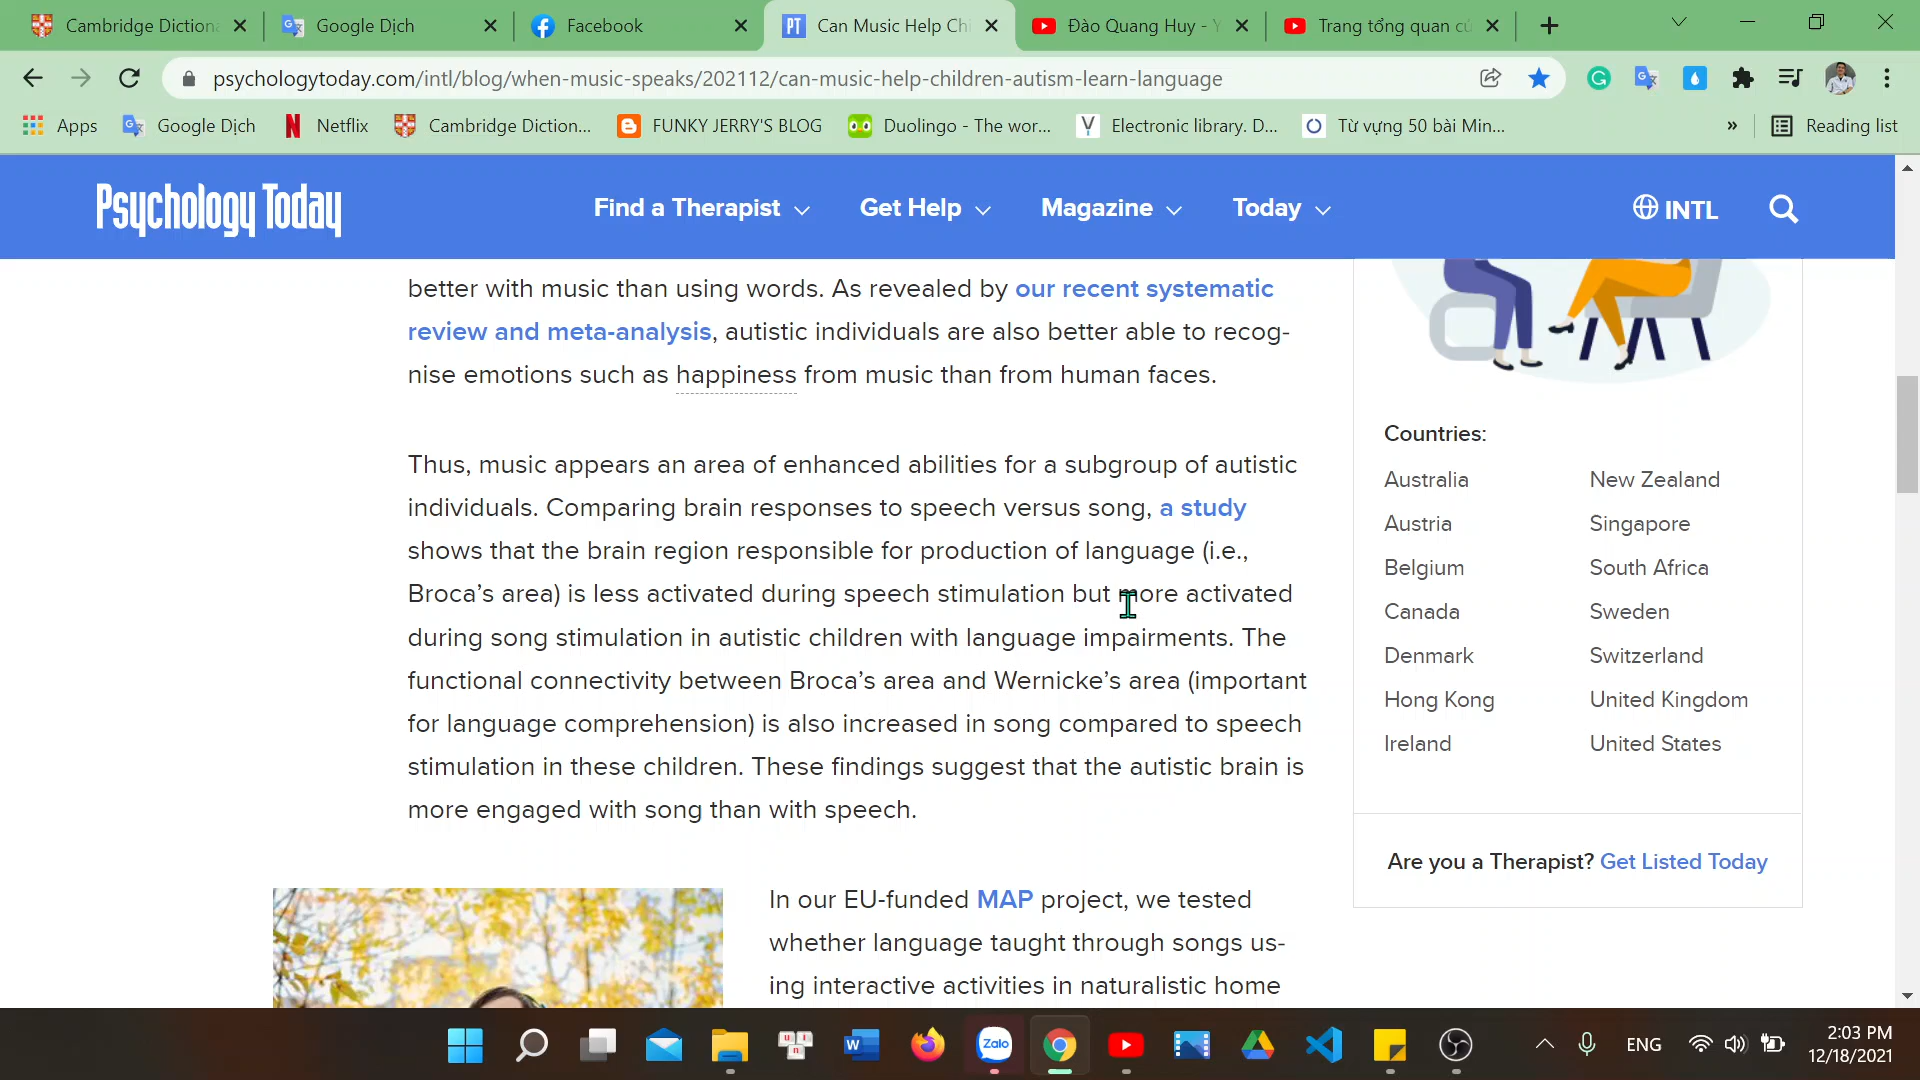 Cambridge Dictiona
Google Dịch
Facebook
PT
Can Music Help Chi
Đào Quang Huy - Y
Trang tổng quan củ
psychologytoday.com/intl/blog/when-music-speaks/202112/can-music-help-children-autism-learn-language
Apps
Google Dịch
Netflix
Cambridge Diction...
FUNKY JERRY'S BLOG
Duolingo - The wor...
Electronic library. D...
Từ vựng 50 bài Min...
»
Reading list
Psychology Today
Find a Therapist
Get Help
Magazine
Today
INTL
better with music than using words. As revealed by our recent systematic
review and meta-analysis, autistic individuals are also better able to recog-
nise emotions such as happiness from music than from human faces.
Thus, music appears an area of enhanced abilities for a subgroup of autistic
individuals. Comparing brain responses to speech versus song, a study
shows that the brain region responsible for production of language (i.e.,
Broca’s area) is less activated during speech stimulation but more activated
during song stimulation in autistic children with language impairments. The
functional connectivity between Broca’s area and Wernicke’s area (important
for language comprehension) is also increased in song compared to speech
stimulation in these children. These findings suggest that the autistic brain is
more engaged with song than with speech.
In our EU-funded MAP project, we tested
whether language taught through songs us-
ing interactive activities in naturalistic home
Countries:
Australia
New Zealand
Austria
Singapore
Belgium
South Africa
Canada
Sweden
Denmark
Switzerland
Hong Kong
United Kingdom
Ireland
United States
Are you a Therapist? Get Listed Today
W
Zalo
ENG
2:03 PM
12/18/2021